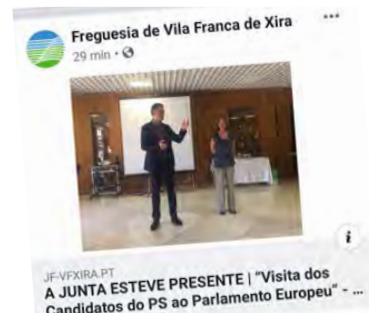 Freguesia de Vila Franca de Xira
29 min
JF-VFXIRA.PT
A JUNTA ESTEVE PRESENTE | "Visita dos
Candidatos do PS ao Parlamento Europeu" - ...